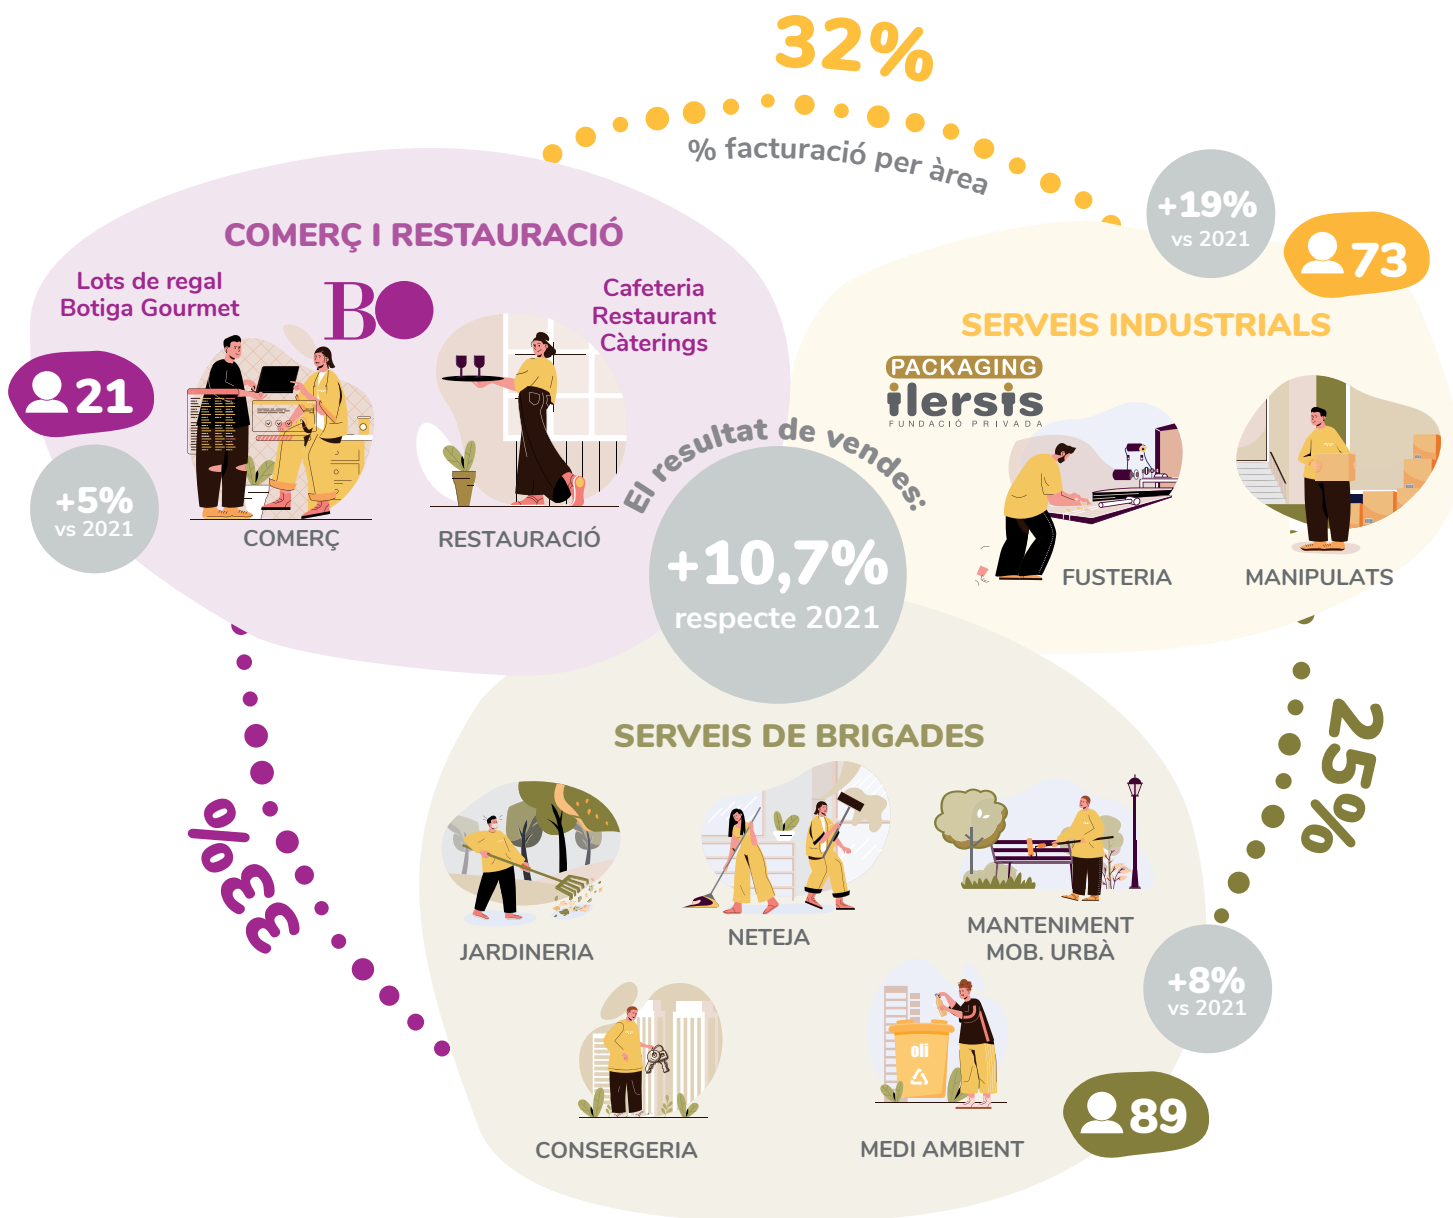 32%
% facturació per àrea
COMERÇ I RESTAURACIÓ
Lots de regal
Botiga Gourmet
BO
Cafeteria
Restaurant
Càterings
21
+5%
vs 2021
COMERÇ
RESTAURACIÓ
+19%
vs 2021
73
SERVEIS INDUSTRIALS
PACKAGING
ilersis
FUNDACIÓ PRIVADA
FUSTERIA
MANIPULATS
El resultat de vendes:
+10,7%
respecte 2021
33%
25%
SERVEIS DE BRIGADES
JARDINERIA
NETEJA
MANTENIMENT
MOB. URBÀ
+8%
vs 2021
oli
CONSERGERIA
MEDI AMBIENT
89